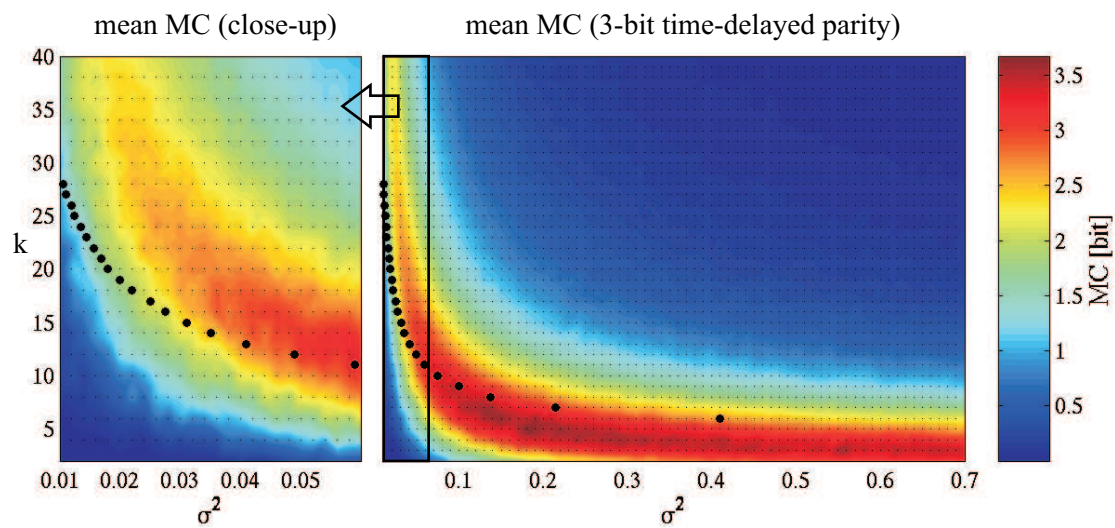 mean MC (close-up)
mean MC (3-bit time-delayed parity)
40
35
30
25
k
20
15
10
5
0.01 0.02 0.03 0.04 0.05
σ²
0.1 0.2 0.3 0.4 0.5 0.6 0.7
σ²
3.5
3
2.5
2
1.5
1
0.5
MC [bit]